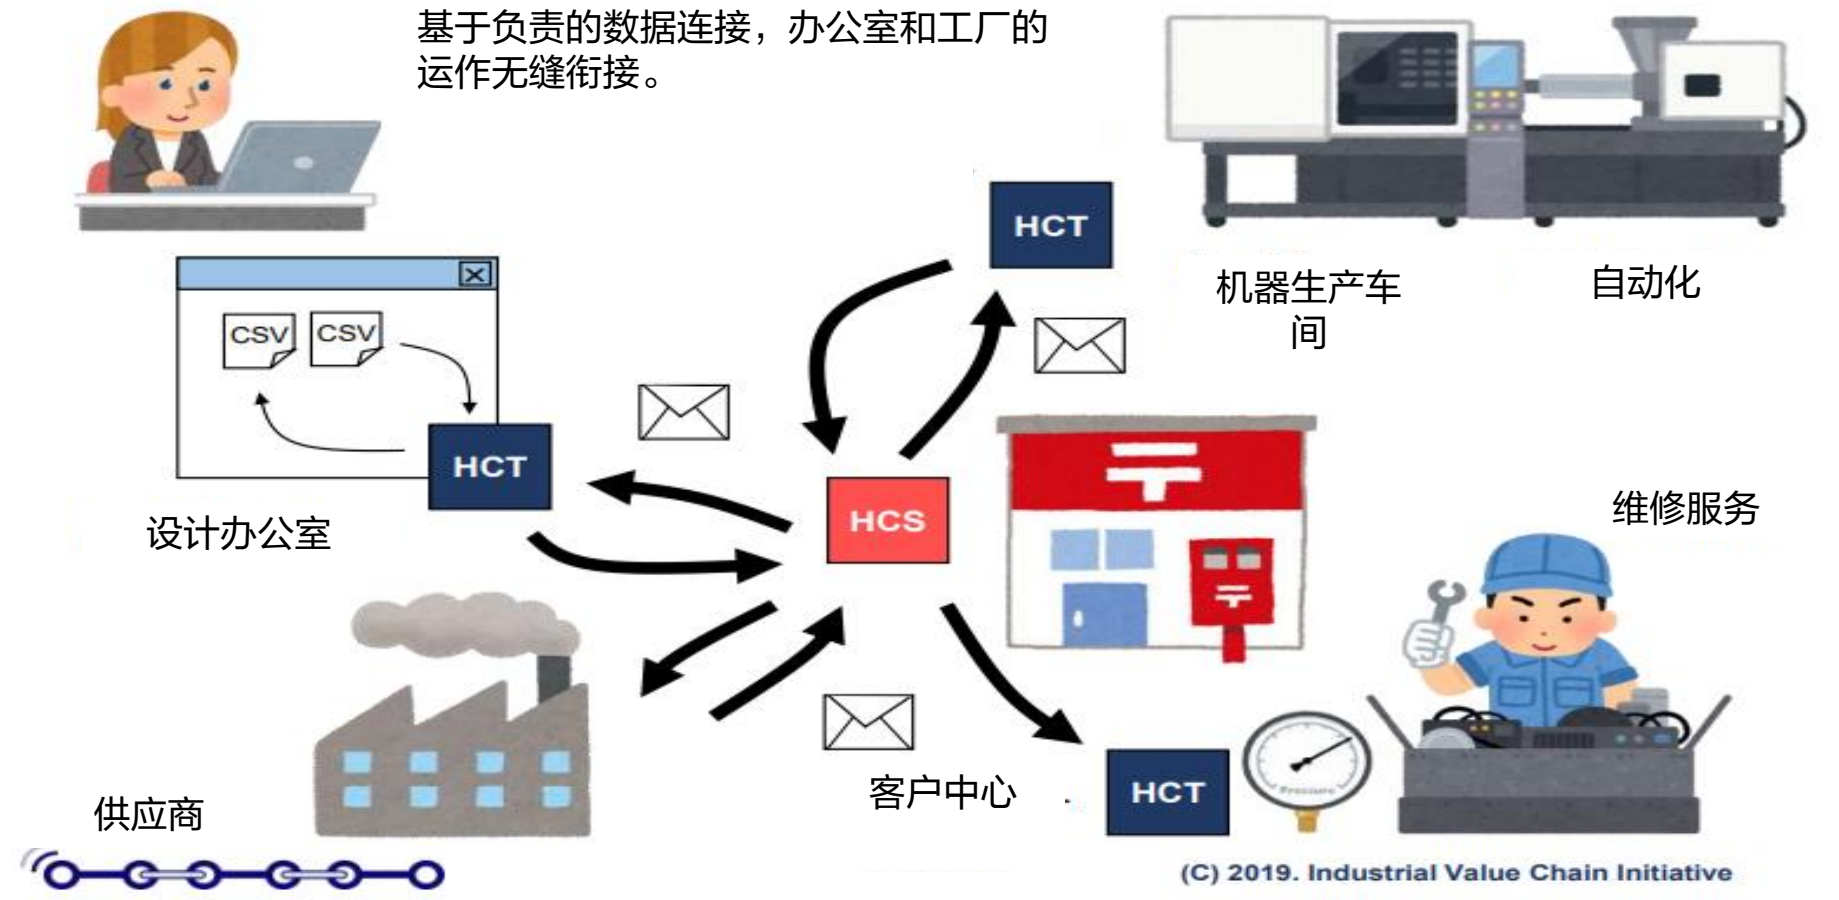 基于负责的数据连接，办公室和工厂的
运作无缝衔接。
HCT
机器生产车
间
自动化
CSV
CSV
HCT
设计办公室
HCS
维修服务
供应商
客户中心
HCT
Pressure
(C) 2019. Industrial Value Chain Initiative